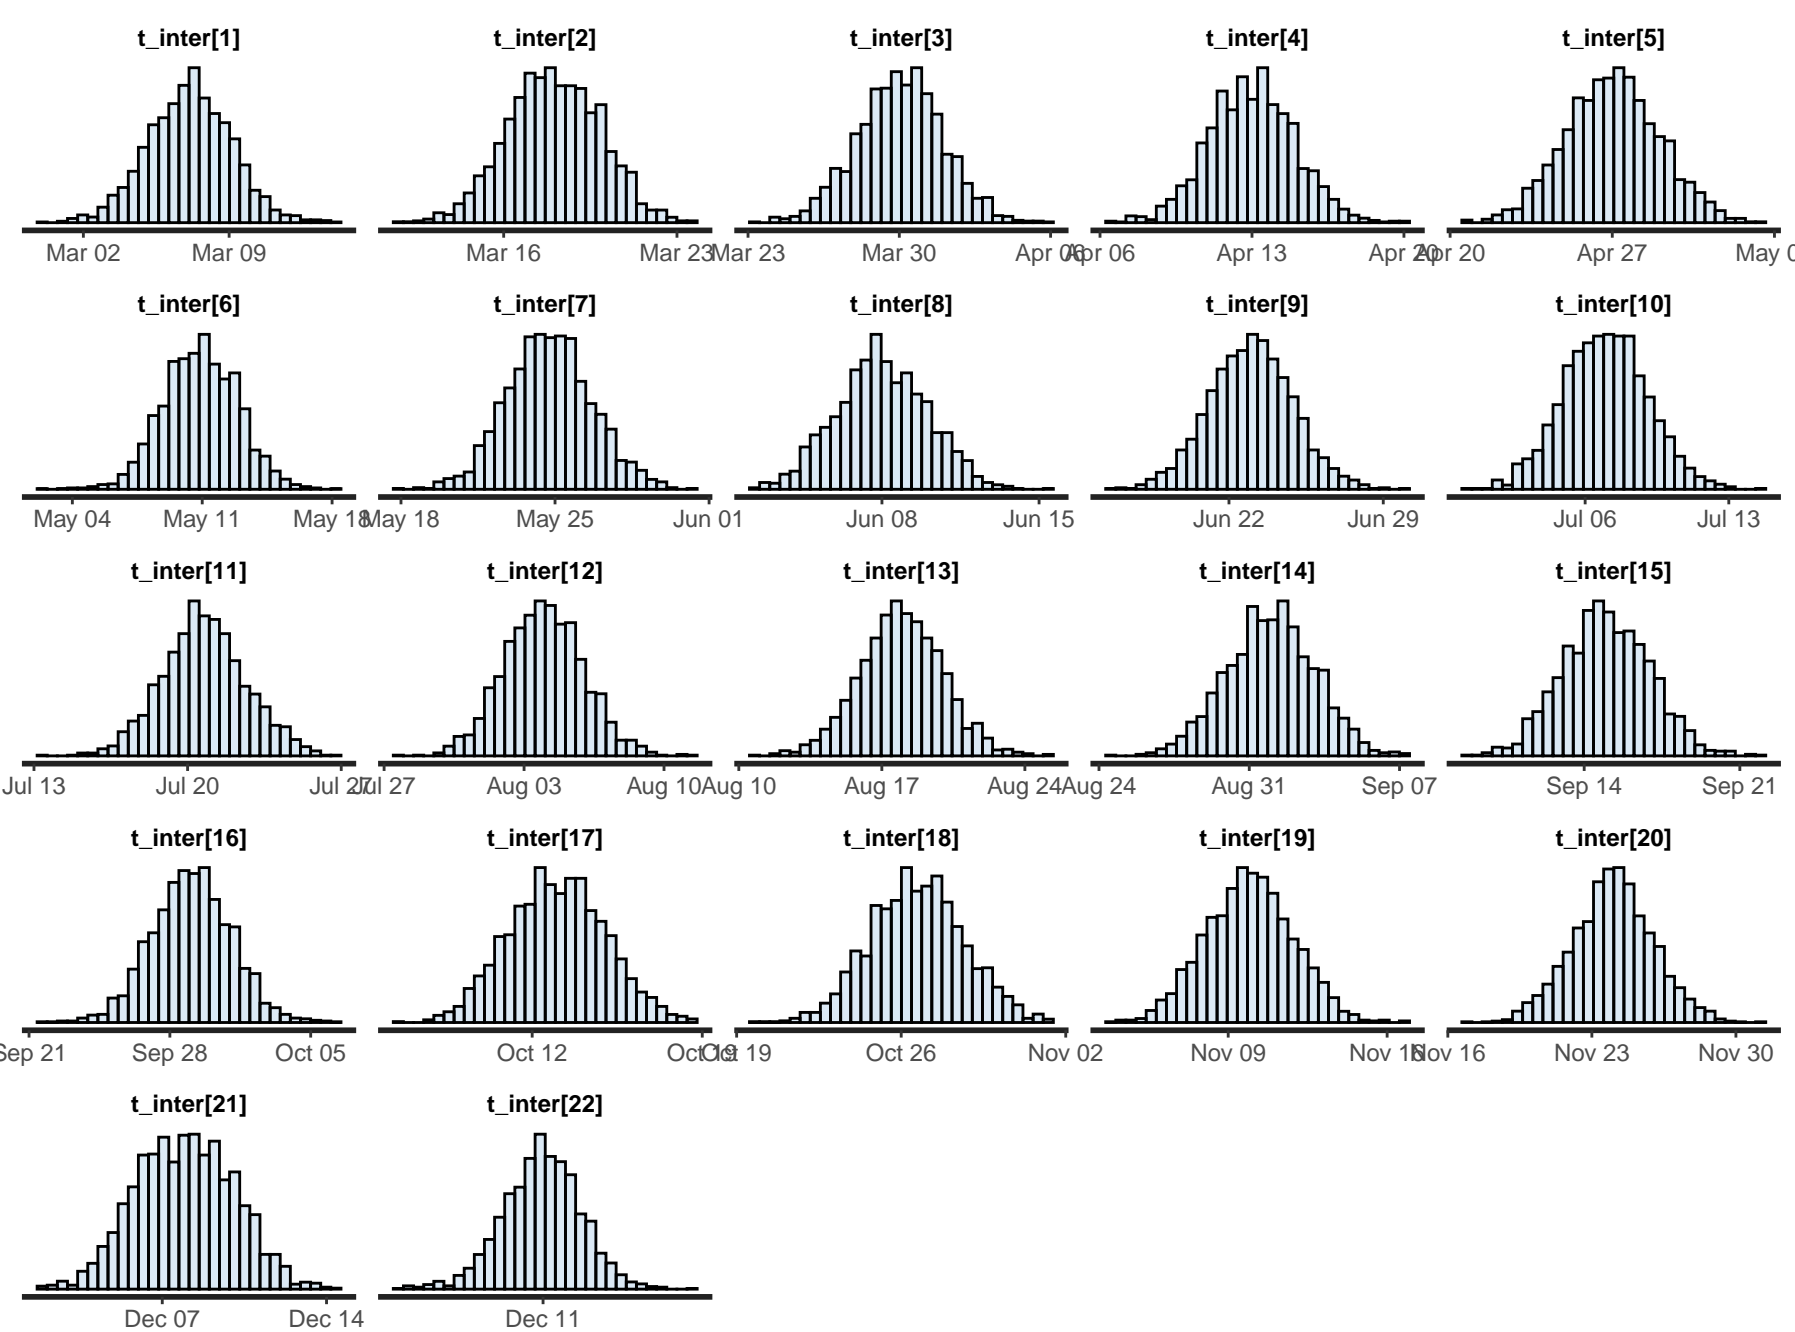 t_inter[1] t_inter[2] t_inter[3] t_inter[4] t_inter[5]
Mar 02 Mar 09 Mar 16 Mar 23 Mar 23 Mar 30 Apr 06 Apr 06 Apr 13 Apr 20 Apr 20 Apr 27 May 0
t_inter[6] t_inter[7] t_inter[8] t_inter[9] t_inter[10]
May 04 May 11 May 18 May 18 May 25 Jun 01 Jun 08 Jun 15 Jun 22 Jun 29 Jul 06 Jul 13
t_inter[11] t_inter[12] t_inter[13] t_inter[14] t_inter[15]
Jul 13 Jul 20 Jul 27 Jul 27 Aug 03 Aug 10 Aug 10 Aug 17 Aug 24 Aug 24 Aug 31 Sep 07 Sep 14 Sep 21
t_inter[16] t_inter[17] t_inter[18] t_inter[19] t_inter[20]
Sep 21 Sep 28 Oct 05 Oct 12 Oct 19 Oct 19 Oct 26 Nov 02 Nov 09 Nov 16 Nov 16 Nov 23 Nov 30
t_inter[21] t_inter[22]
Dec 07 Dec 14 Dec 11